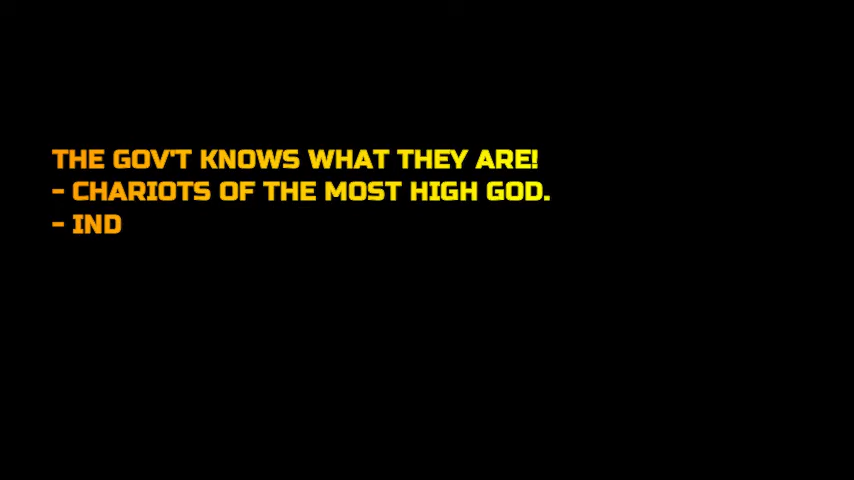 THE GOV'T KNOWS WHAT THEY ARE!
- CHARIOTS OF THE MOST HIGH GOD.
- IND